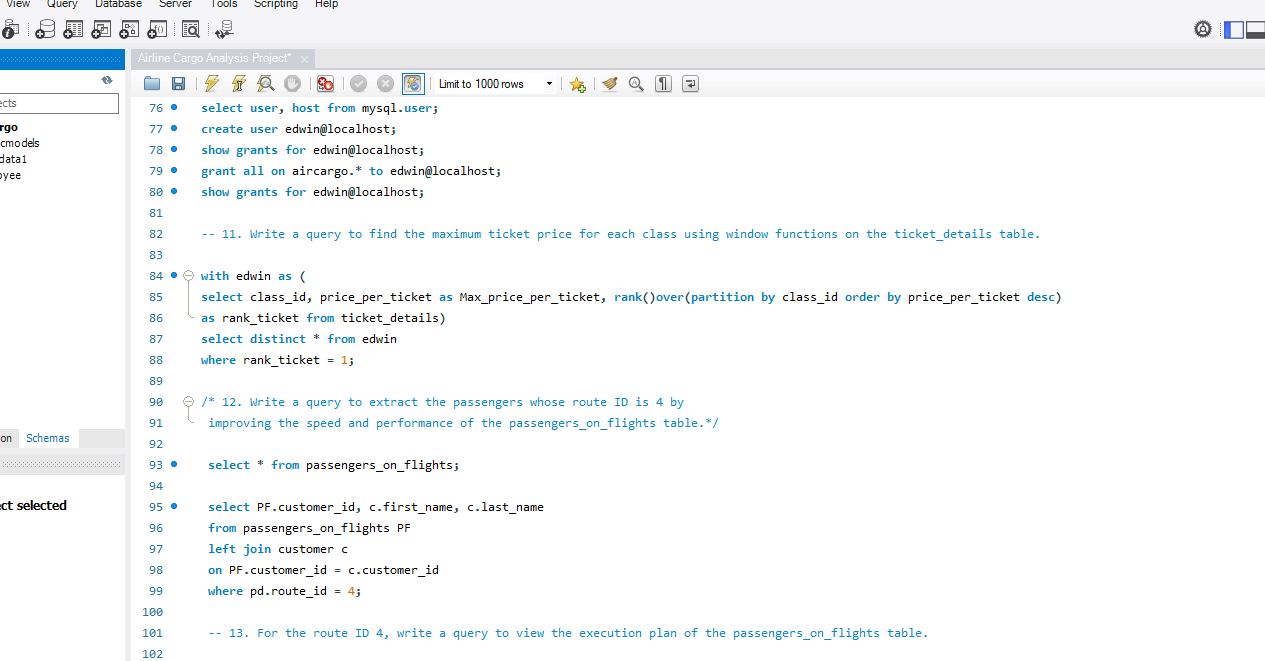 View Query Database Server Tools Scripting Help
Airline Cargo Analysis Project*
Limit to 1000 rows
ects
rgo
cmodels
data1
oyee
on Schemas
ct selected
76 select user, host from mysql.user;
77 create user edwin@localhost;
78 show grants for edwin@localhost;
79 grant all on aircargo.* to edwin@localhost;
80 show grants for edwin@localhost;
81
82 -- 11. Write a query to find the maximum ticket price for each class using window functions on the ticket_details table.
83
84 with edwin as (
85 select class_id, price_per_ticket as Max_price_per_ticket, rank()over(partition by class_id order by price_per_ticket desc)
86 as rank_ticket from ticket_details)
87 select distinct * from edwin
88 where rank_ticket = 1;
89
90 /* 12. Write a query to extract the passengers whose route ID is 4 by
91 improving the speed and performance of the passengers_on_flights table.*/
92
93 select * from passengers_on_flights;
94
95 select PF.customer_id, c.first_name, c.last_name
96 from passengers_on_flights PF
97 left join customer c
98 on PF.customer_id = c.customer_id
99 where pd.route_id = 4;
100
101 -- 13. For the route ID 4, write a query to view the execution plan of the passengers_on_flights table.
102